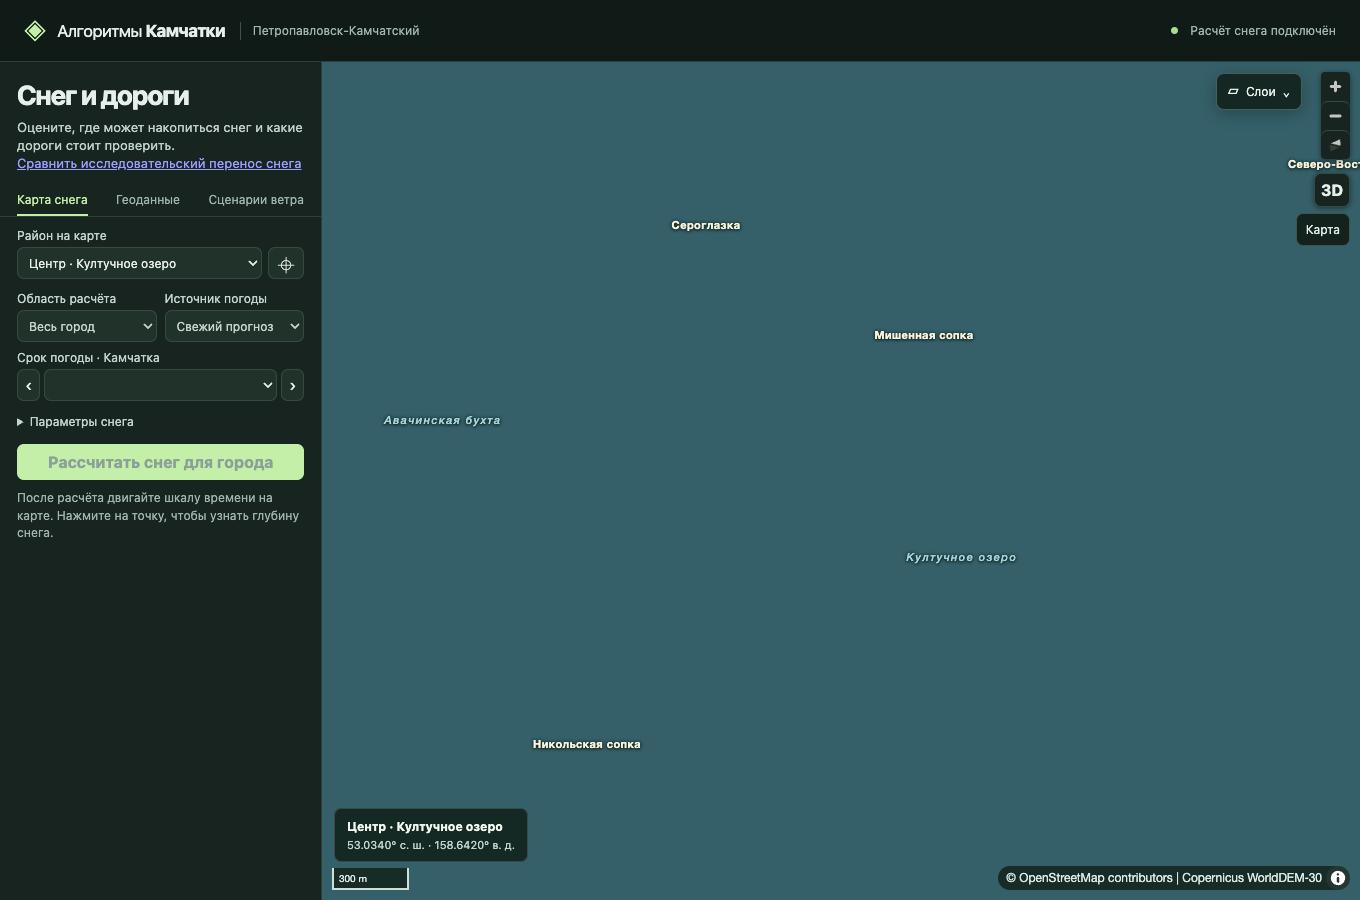 Алгоритмы Камчатки
Петропавловск-Камчатский
Расчёт снега подключён
Снег и дороги
Оцените, где может накопиться снег и какие
дороги стоит проверить.
Сравнить исследовательский перенос снега
Карта снега
Геоданные
Сценарии ветра
Район на карте
Центр · Култучное озеро
Область расчёта
Источник погоды
Весь город
Свежий прогноз
Срок погоды · Камчатка
Параметры снега
Рассчитать снег для города
После расчёта двигайте шкалу времени на
карте. Нажмите на точку, чтобы узнать глубину
снега.
Слои
Северо-Вост
3D
Карта
Сероглазка
Мишенная сопка
Авачинская бухта
Култучное озеро
Никольская сопка
Центр · Култучное озеро
53.0340° с. ш. · 158.6420° в. д.
300 m
© OpenStreetMap contributors | Copernicus WorldDEM-30